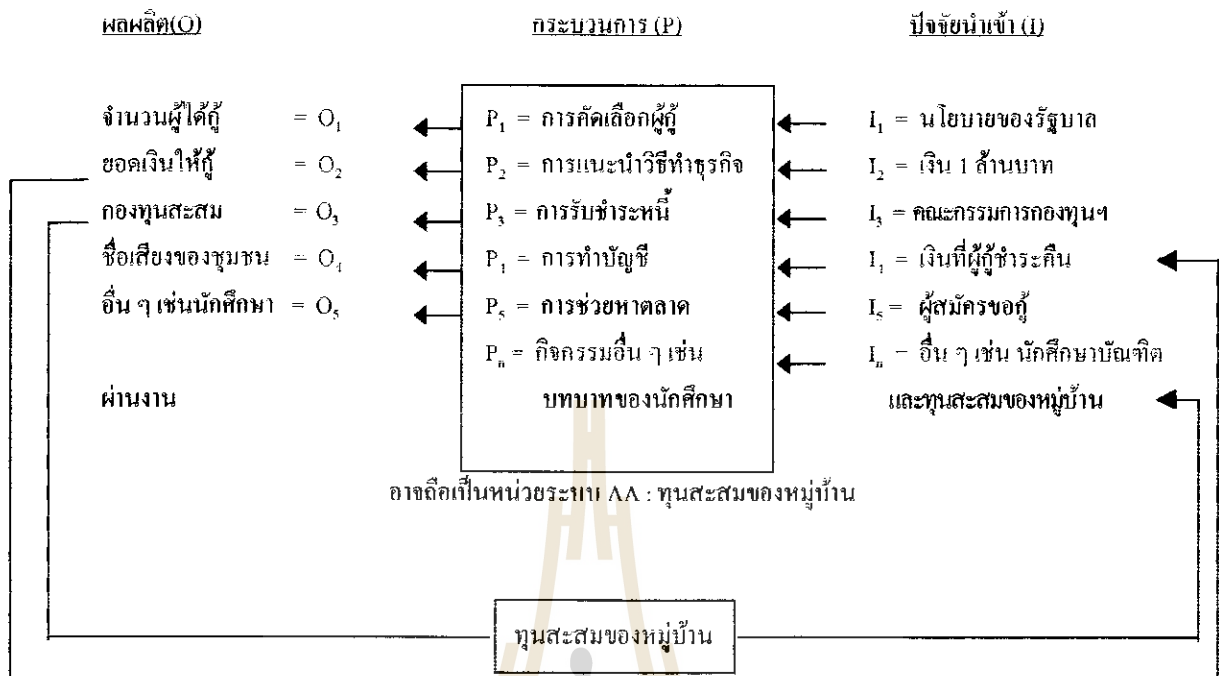 ผลผลิต(O) กระบวนการ (P) ปัจจัยนำเข้า (I)
จำนวนผู้ได้กู้ = O₁ P₁ = การคัดเลือกผู้กู้ I₁ = นโยบายของรัฐบาล
ยอดเงินให้กู้ = O₂ P₂ = การแนะนำวิธีทำธุรกิจ I₂ = เงิน 1 ล้านบาท
กองทุนสะสม = O₃ P₃ = การรับชำระหนี้ I₃ = คณะกรรมการกองทุนฯ
ชื่อเสียงของชุมชน = O₄ P₄ = การทำบัญชี I₄ = เงินที่ผู้กู้ชำระคืน
อื่น ๆ เช่นนักศึกษา = O₅ P₅ = การช่วยหาตลาด I₅ = ผู้สมัครขอกู้
Pₙ = กิจกรรมอื่น ๆ เช่น Iₙ = อื่น ๆ เช่น นักศึกษาบัณฑิต
ผ่านงาน บทบาทของนักศึกษา และทุนสะสมของหมู่บ้าน
อาจถือเป็นหน่วยระบบ AA : ทุนสะสมของหมู่บ้าน
ทุนสะสมของหมู่บ้าน